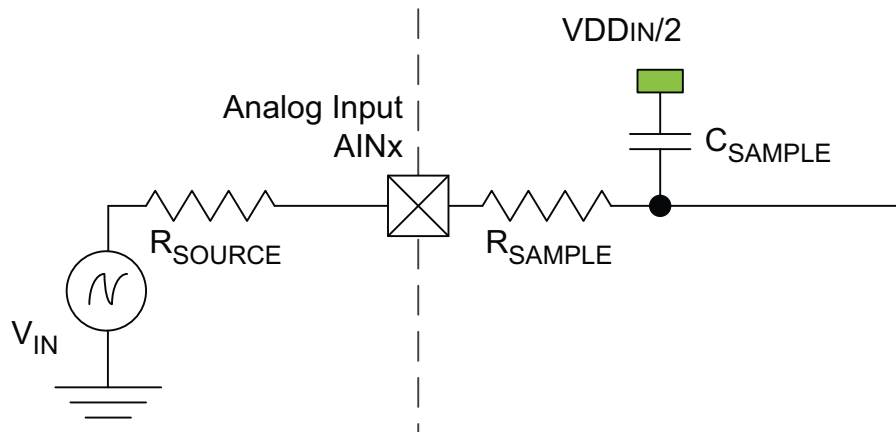 VDDIN/2
Analog Input
AINx
CSAMPLE
RSOURCE
RSAMPLE
VIN